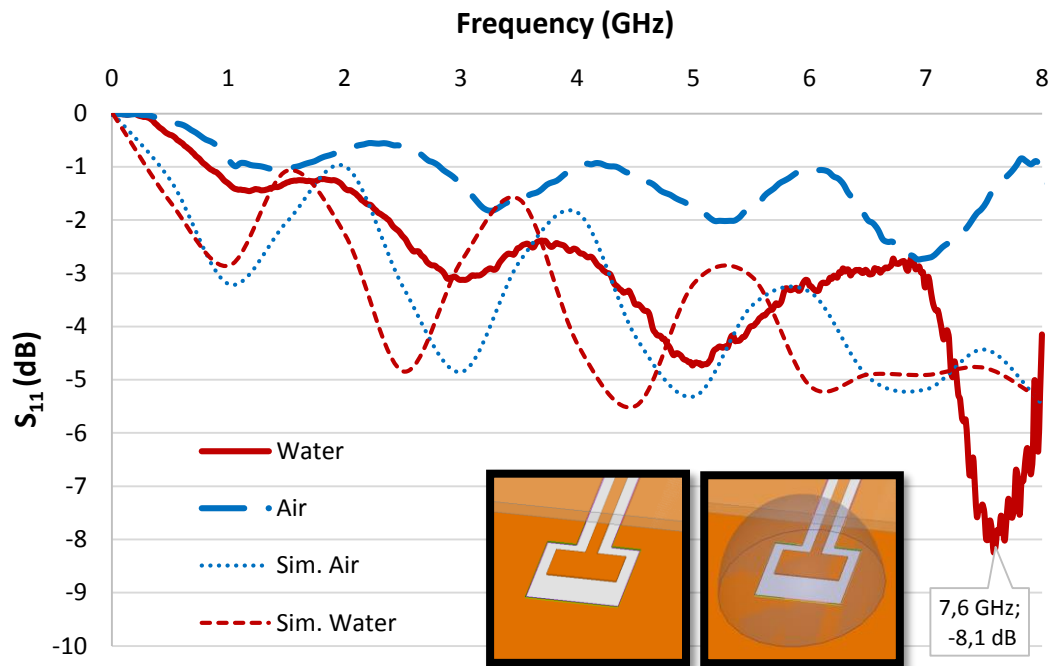 Frequency (GHz)
0 1 2 3 4 5 6 7 8
0
-1
-2
-3
-4
-5
-6
-7
-8
-9
-10
S11 (dB)
Water
Air
Sim. Air
Sim. Water
7,6 GHz;
-8,1 dB